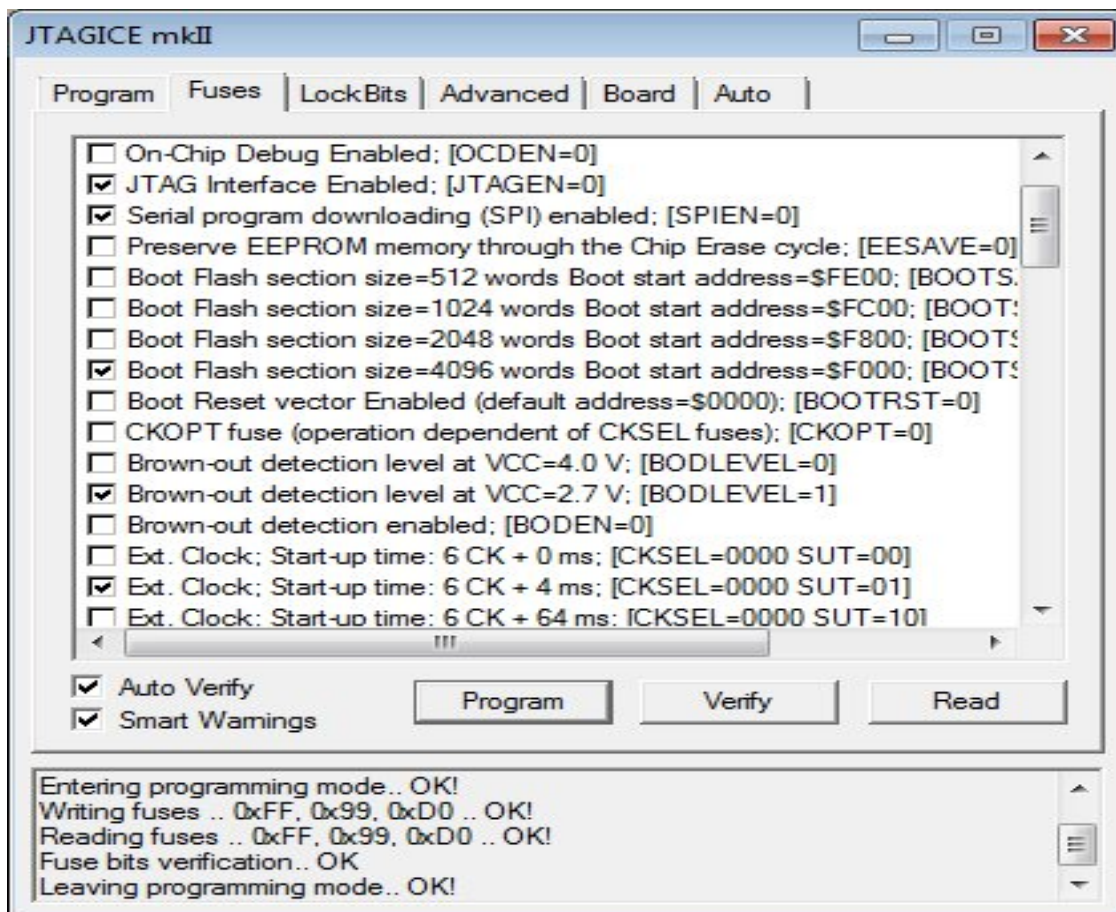 JTAGICE mkII
Program Fuses LockBits Advanced Board Auto
On-Chip Debug Enabled; [OCDEN=0]
JTAG Interface Enabled; [JTAGEN=0]
Serial program downloading (SPI) enabled; [SPIEN=0]
Preserve EEPROM memory through the Chip Erase cycle; [EESAVE=0]
Boot Flash section size=512 words Boot start address=$FE00; [BOOTS
Boot Flash section size=1024 words Boot start address=$FC00; [BOOT
Boot Flash section size=2048 words Boot start address=$F800; [BOOTS
Boot Flash section size=4096 words Boot start address=$F000; [BOOTS
Boot Reset vector Enabled (default address=$0000); [BOOTRST=0]
CKOPT fuse (operation dependent of CKSEL fuses); [CKOPT=0]
Brown-out detection level at VCC=4.0 V; [BODLEVEL=0]
Brown-out detection level at VCC=2.7 V; [BODLEVEL=1]
Brown-out detection enabled; [BODEN=0]
Ext. Clock; Start-up time: 6 CK + 0 ms; [CKSEL=0000 SUT=00]
Ext. Clock; Start-up time: 6 CK + 4 ms; [CKSEL=0000 SUT=01]
Ext. Clock; Start-up time: 6 CK + 64 ms; [CKSEL=0000 SUT=10]
Auto Verify
Smart Warnings
Program Verify Read
Entering programming mode.. OK!
Writing fuses .. 0xFF, 0x99, 0xD0 .. OK!
Reading fuses .. 0xFF, 0x99, 0xD0 .. OK!
Fuse bits verification.. OK
Leaving programming mode.. OK!